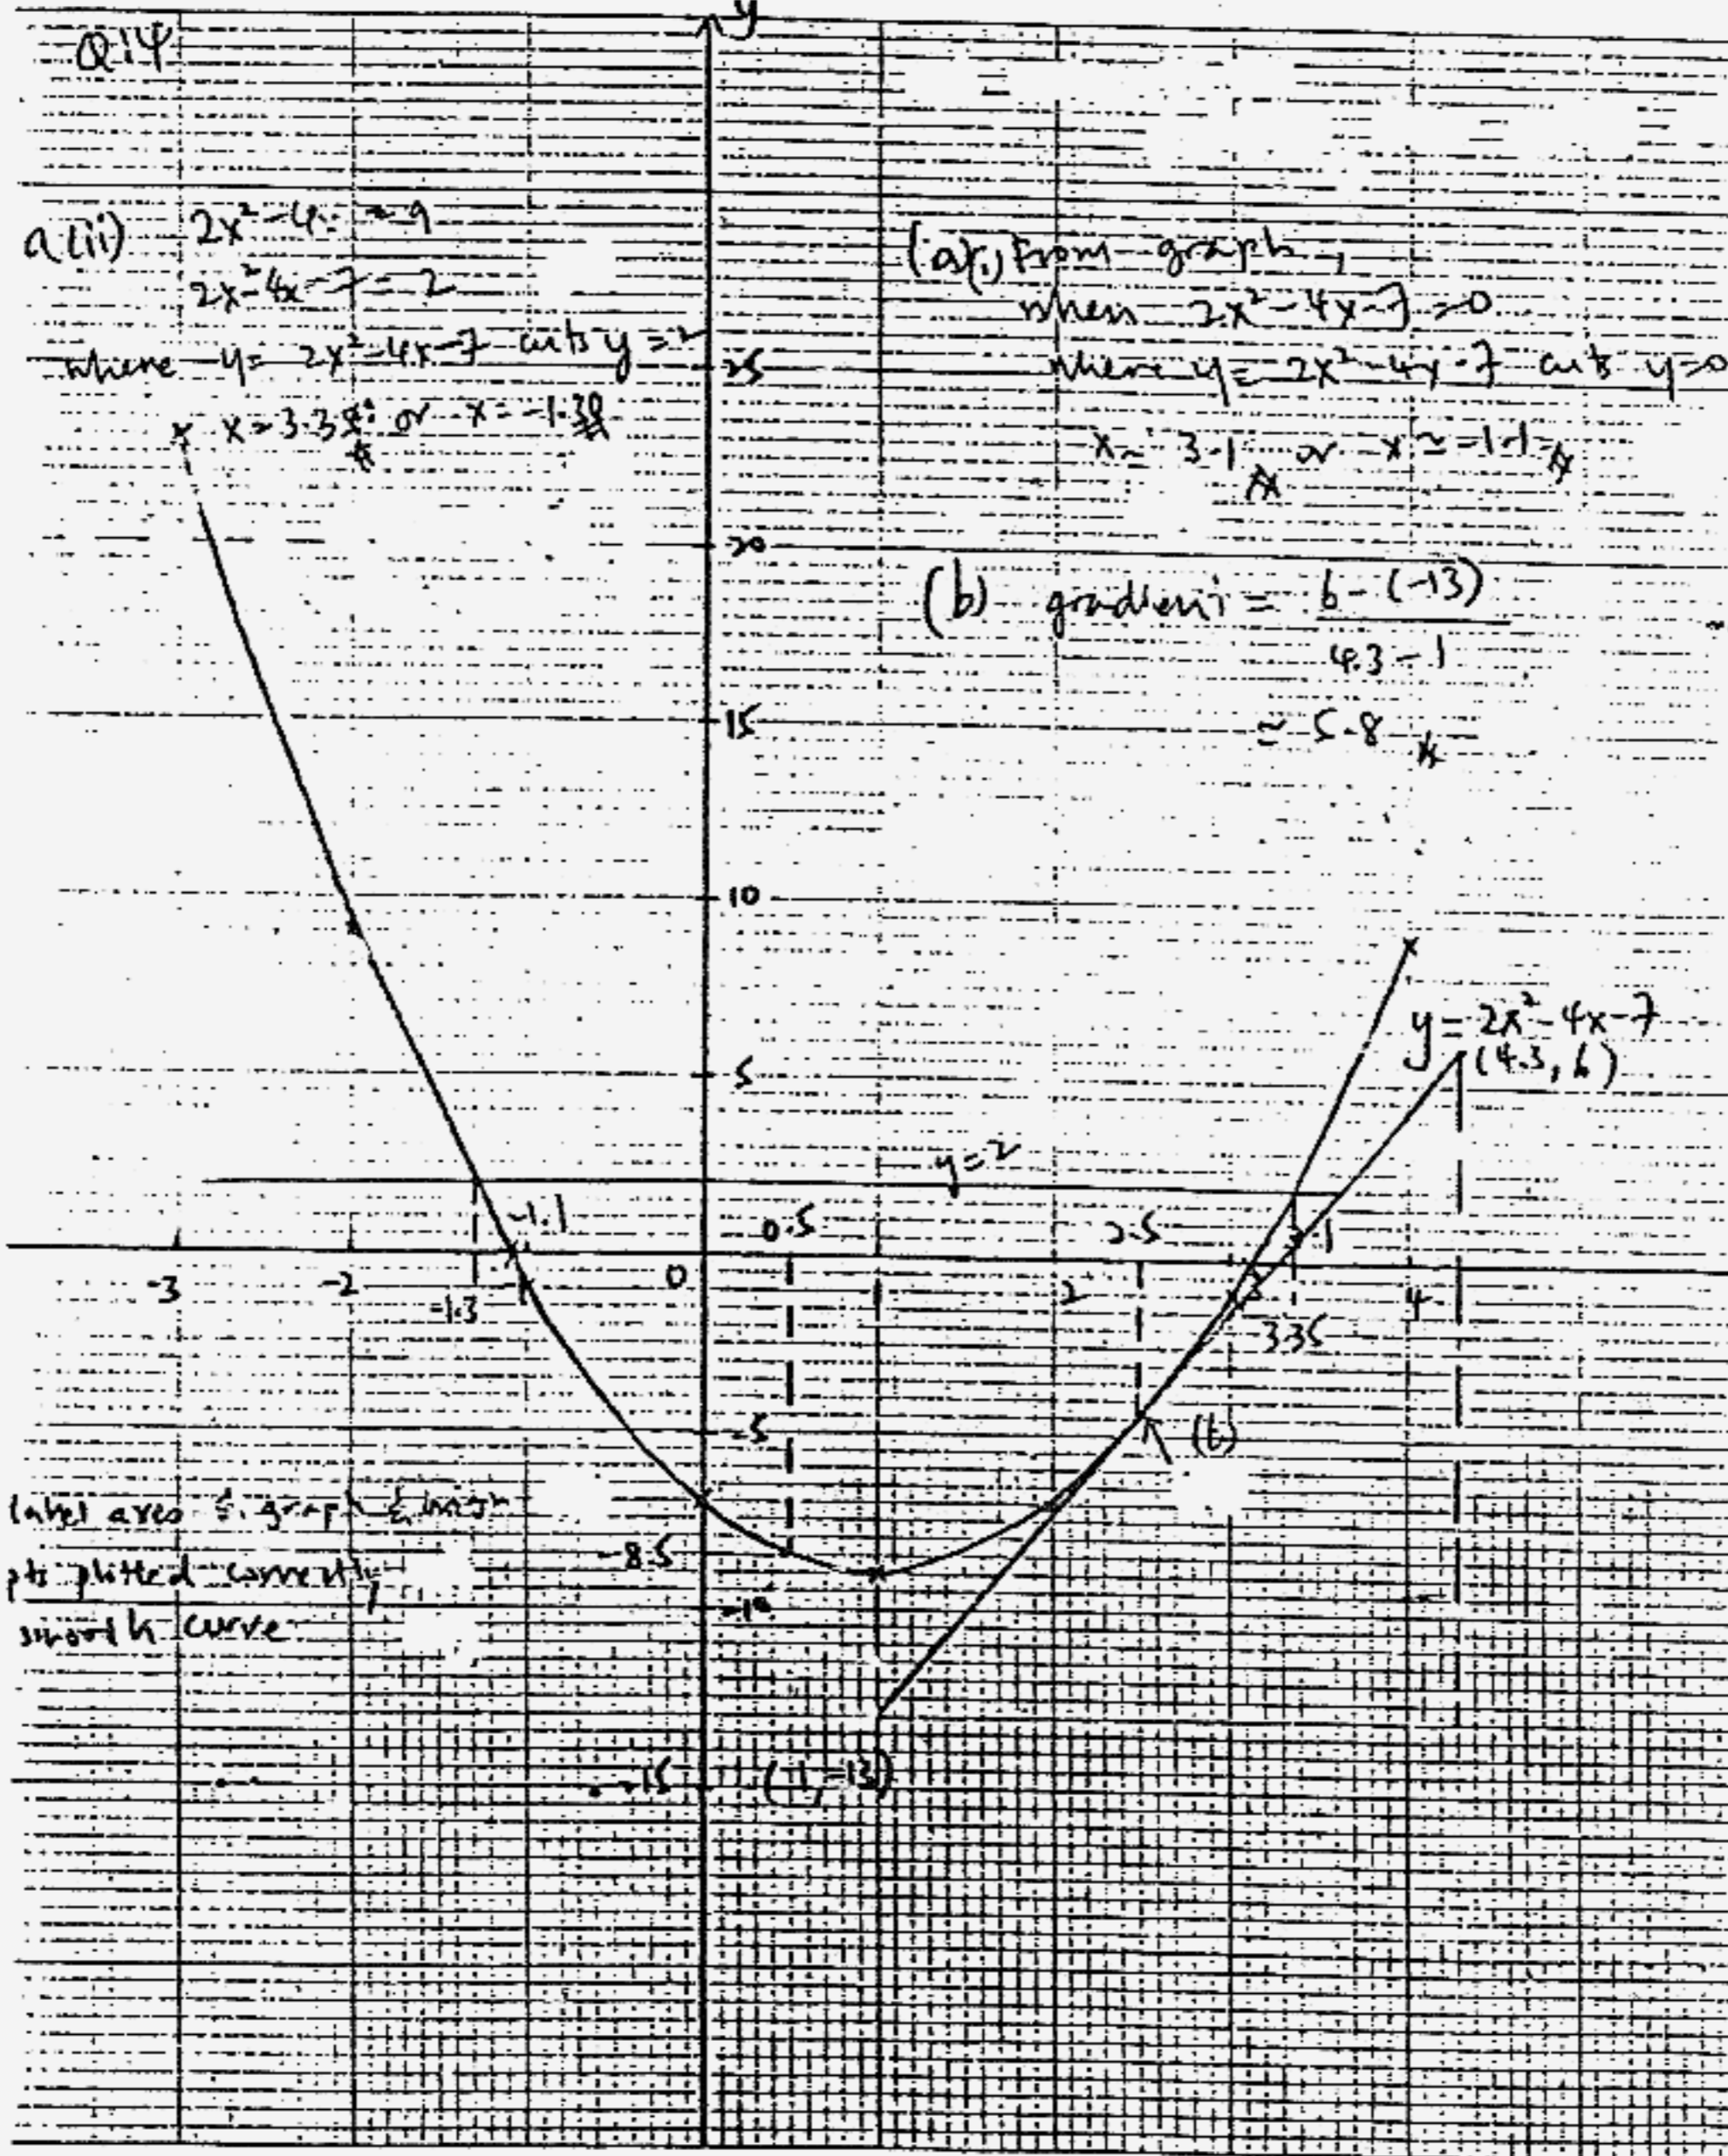 y
Q14
a(ii) 2x² - 4 = 9
2x² - 4x - 7 = 2
where y = 2x² - 4x - 7 cuts y = 2
x = 3.3 or x = -1.3
(a)(i) From graph,
when 2x² - 4x - 7 = 0
where y = 2x² - 4x - 7 cuts y = 0
x ≈ 3.1 or x ≈ -1.1
25
20
(b) gradient = 6 - (-13)
4.3 - 1
≈ 5.8
15
10
y = 2x² - 4x - 7
5 (4.3, 6)
y = 2
-1.1 0.5 2.5 3.1
-3 -2 -1.3 0 2 3 4
3.35
-5 (b)
label axes & graph &
pts plotted correctly
smooth curve
-8.5
-10
-15 (1, -13)